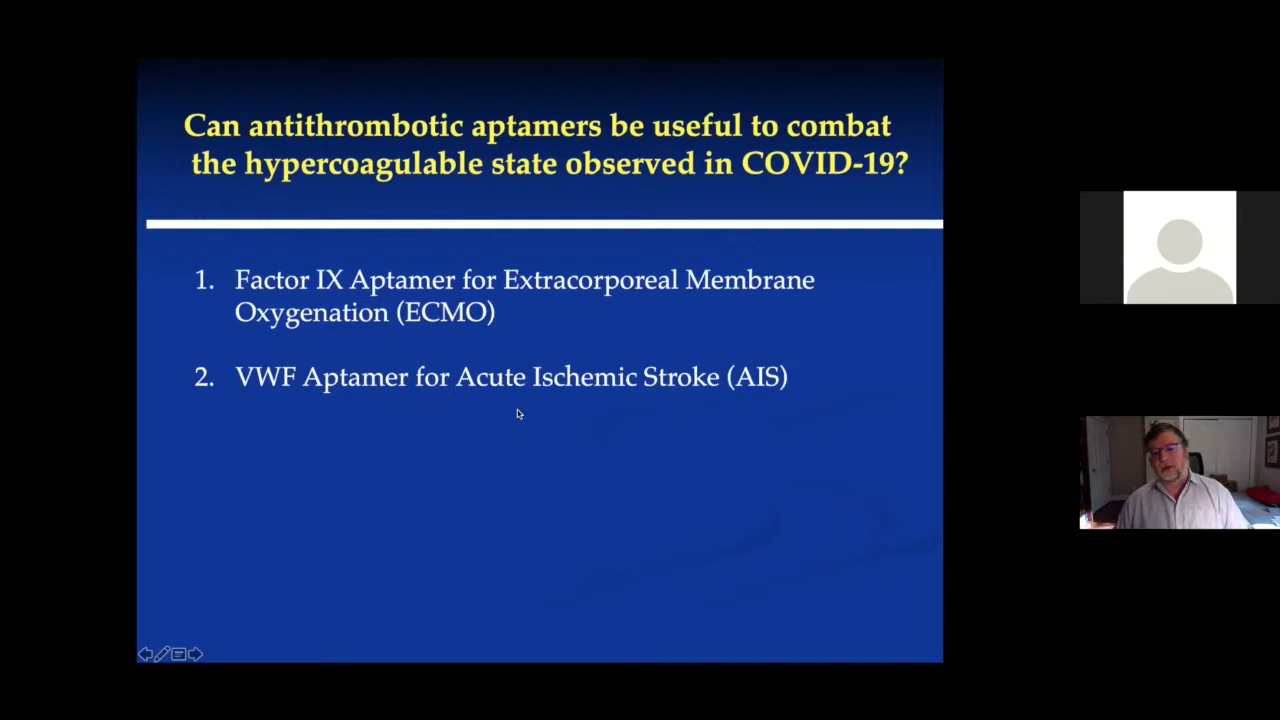 Can antithrombotic aptamers be useful to combat
the hypercoagulable state observed in COVID-19?
1. Factor IX Aptamer for Extracorporeal Membrane
Oxygenation (ECMO)
2. VWF Aptamer for Acute Ischemic Stroke (AIS)